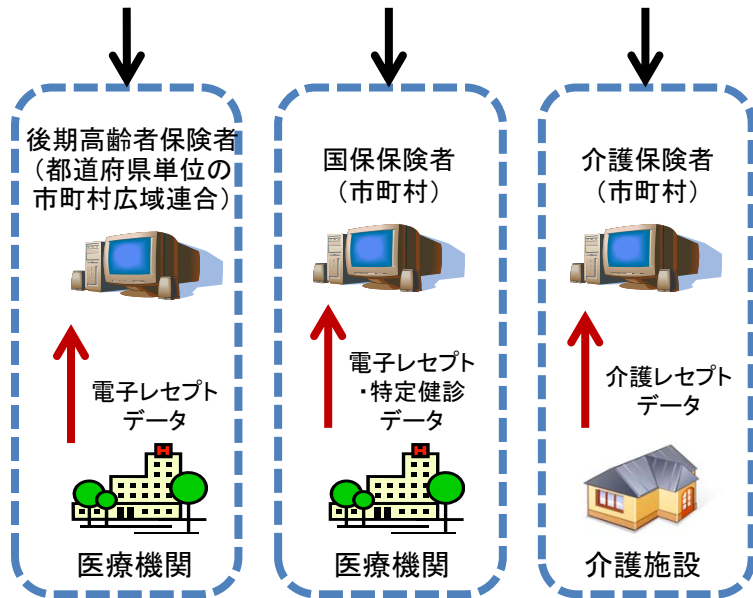 後期高齢者保険者
（都道府県単位の
市町村広域連合）
電子レセプト
データ
H
医療機関
国保保険者
（市町村）
電子レセプト
・特定健診
データ
H
医療機関
介護保険者
（市町村）
介護レセプト
データ
介護施設